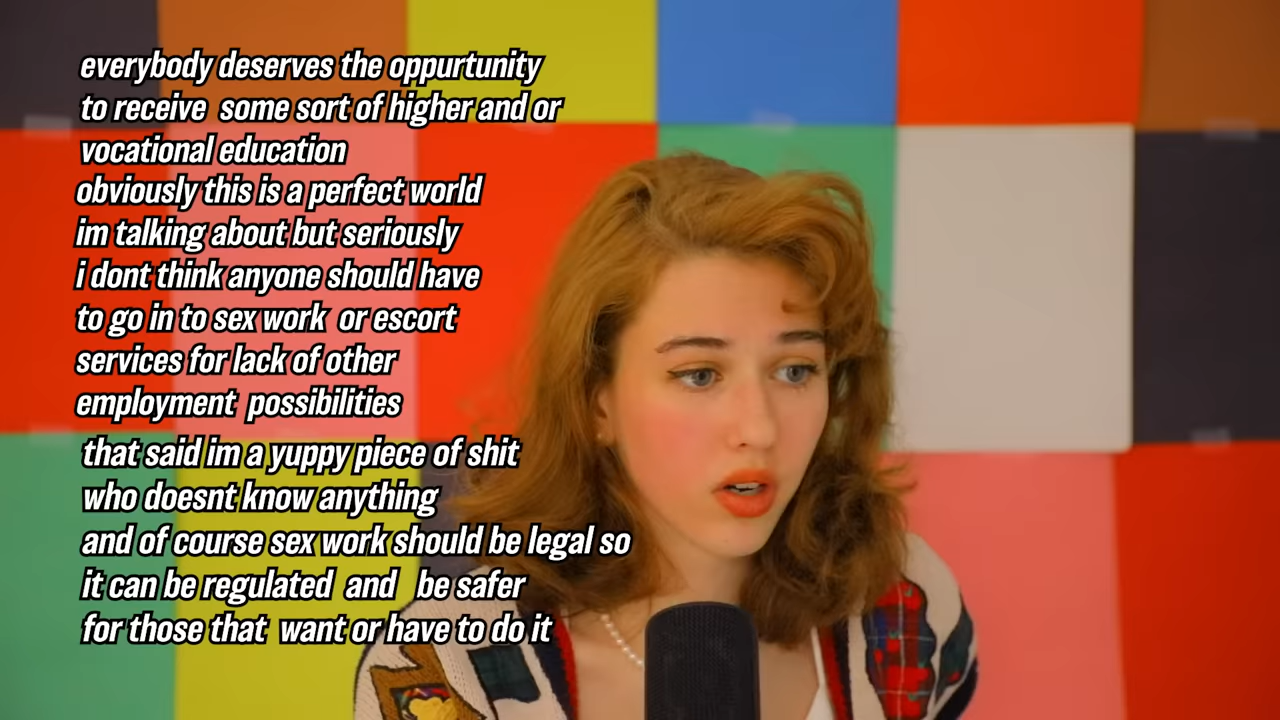 everybody deserves the oppurtunity
to receive some sort of higher and or
vocational education
obviously this is a perfect world
im talking about but seriously
i dont think anyone should have
to go in to sex work or escort
services for lack of other
employment possibilities
that said im a yuppy piece of shit
who doesnt know anything
and of course sex work should be legal so
it can be regulated and be safer
for those that want or have to do it